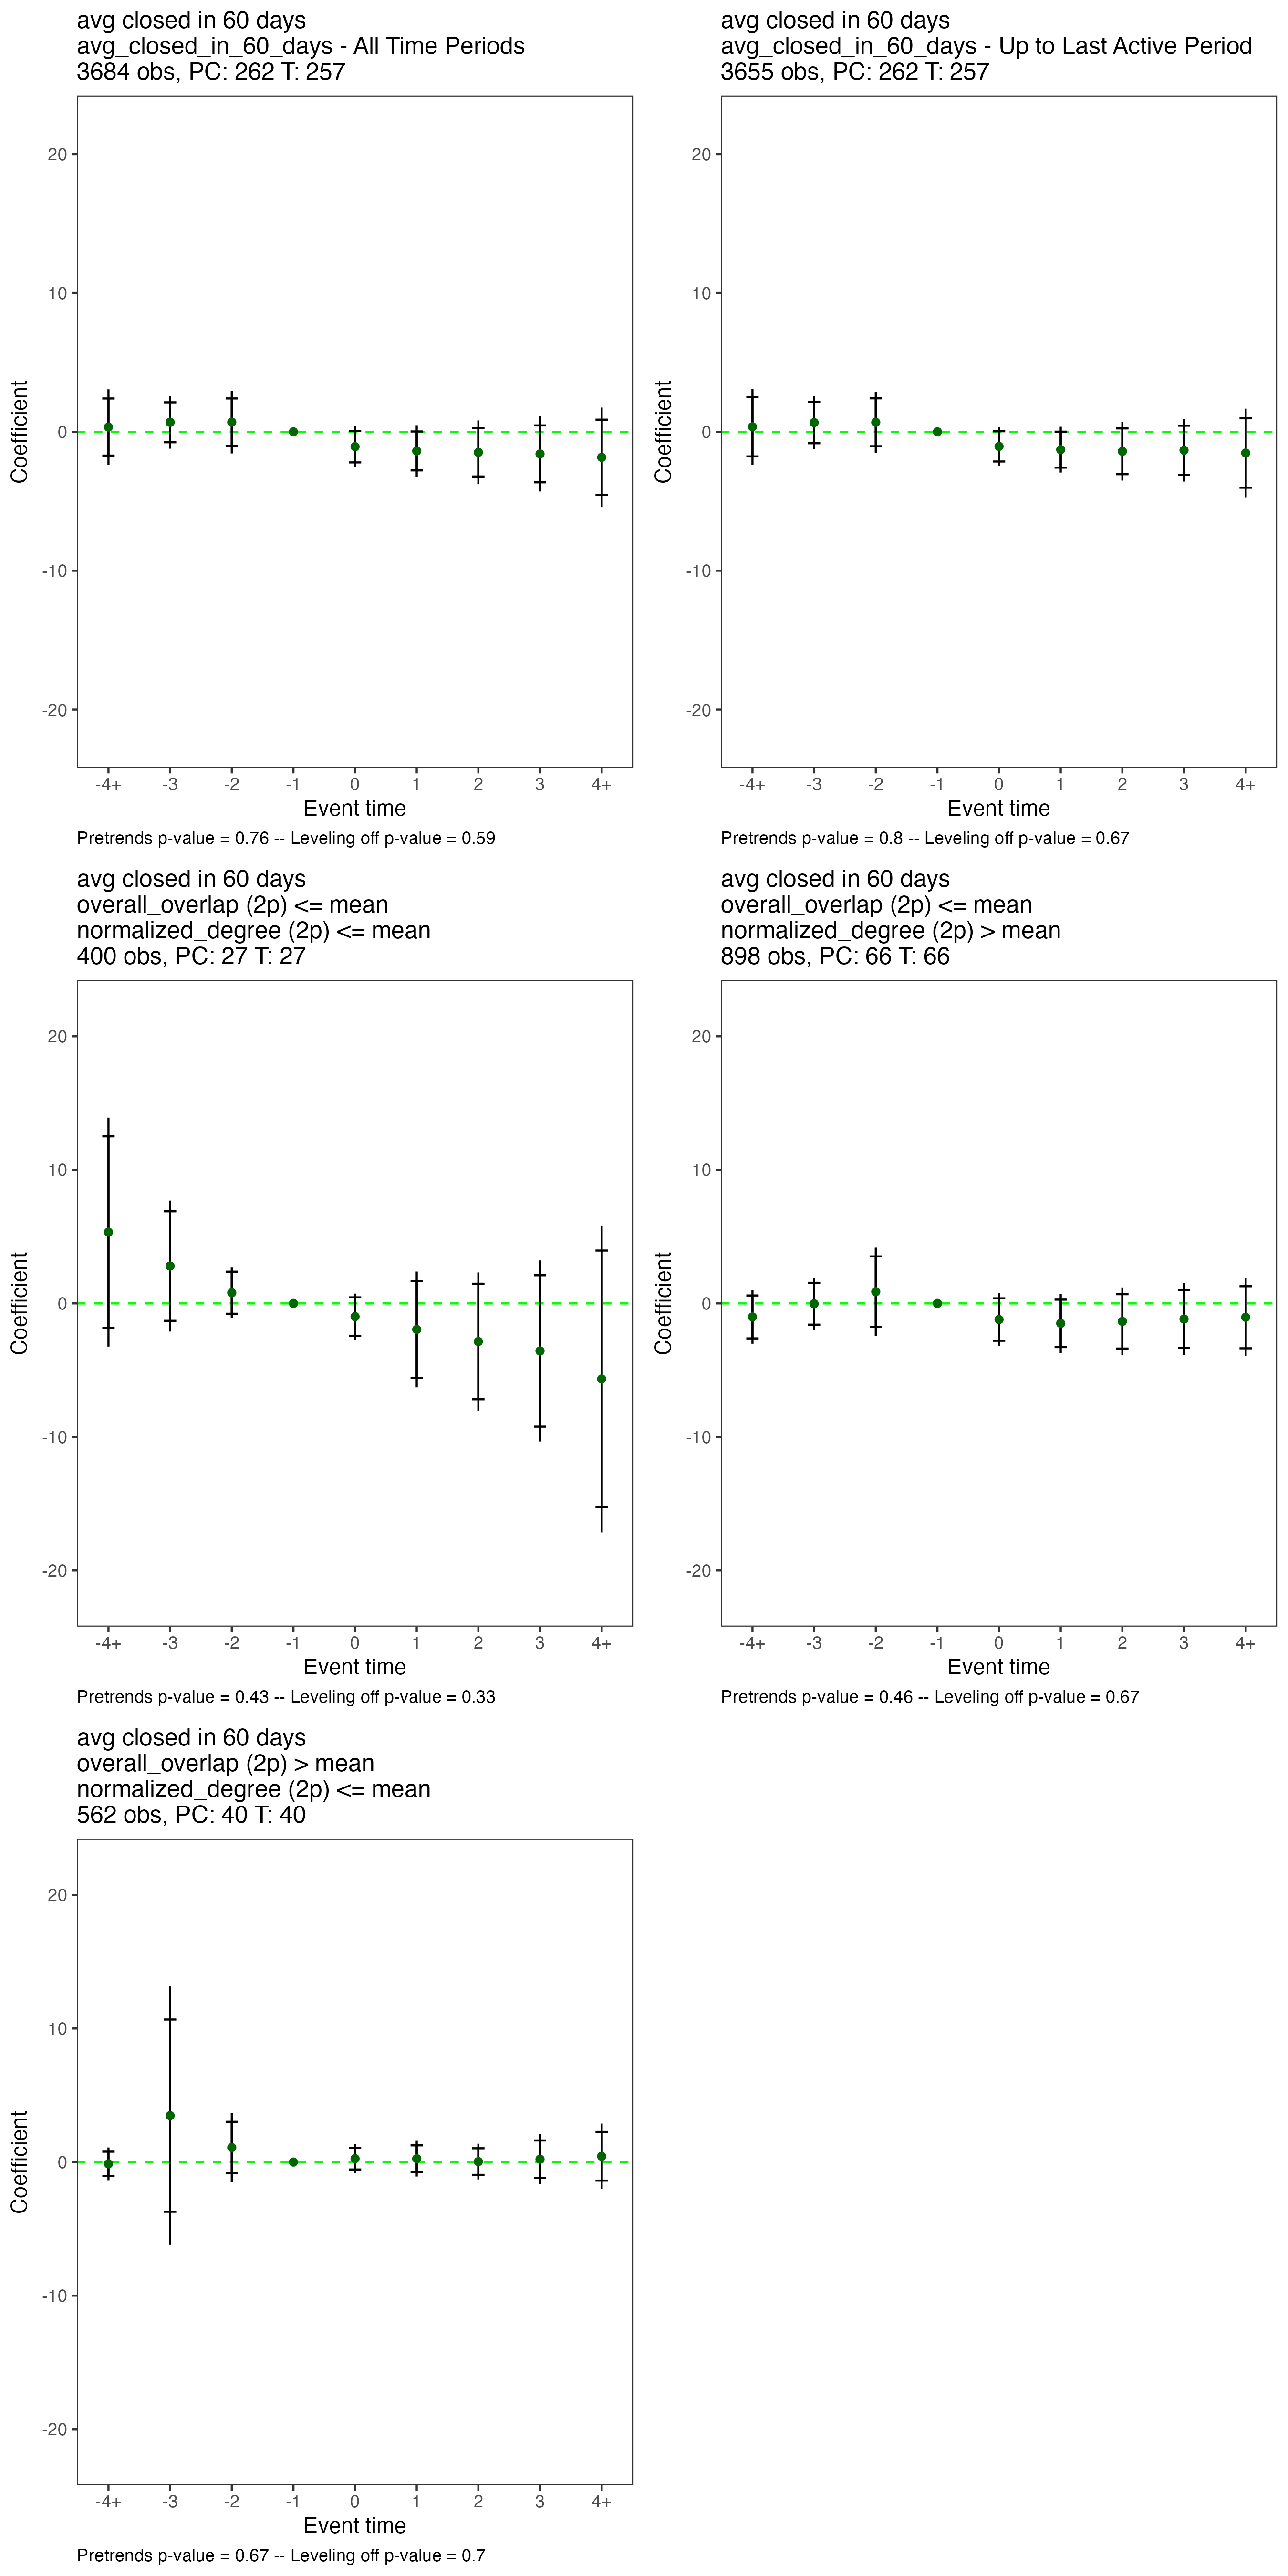 avg closed in 60 days
avg_closed_in_60_days - All Time Periods
3684 obs, PC: 262 T: 257
20
10
0
-10
-20
Coefficient
-4+ -3 -2 -1 0 1 2 3 4+
Event time
Pretrends p-value = 0.76 -- Leveling off p-value = 0.59
avg closed in 60 days
avg_closed_in_60_days - Up to Last Active Period
3655 obs, PC: 262 T: 257
20
10
0
-10
-20
Coefficient
-4+ -3 -2 -1 0 1 2 3 4+
Event time
Pretrends p-value = 0.8 -- Leveling off p-value = 0.67
avg closed in 60 days
overall_overlap (2p) <= mean
normalized_degree (2p) <= mean
400 obs, PC: 27 T: 27
20
10
0
-10
-20
Coefficient
-4+ -3 -2 -1 0 1 2 3 4+
Event time
Pretrends p-value = 0.43 -- Leveling off p-value = 0.33
avg closed in 60 days
overall_overlap (2p) <= mean
normalized_degree (2p) > mean
898 obs, PC: 66 T: 66
20
10
0
-10
-20
Coefficient
-4+ -3 -2 -1 0 1 2 3 4+
Event time
Pretrends p-value = 0.46 -- Leveling off p-value = 0.67
avg closed in 60 days
overall_overlap (2p) > mean
normalized_degree (2p) <= mean
562 obs, PC: 40 T: 40
20
10
0
-10
-20
Coefficient
-4+ -3 -2 -1 0 1 2 3 4+
Event time
Pretrends p-value = 0.67 -- Leveling off p-value = 0.7